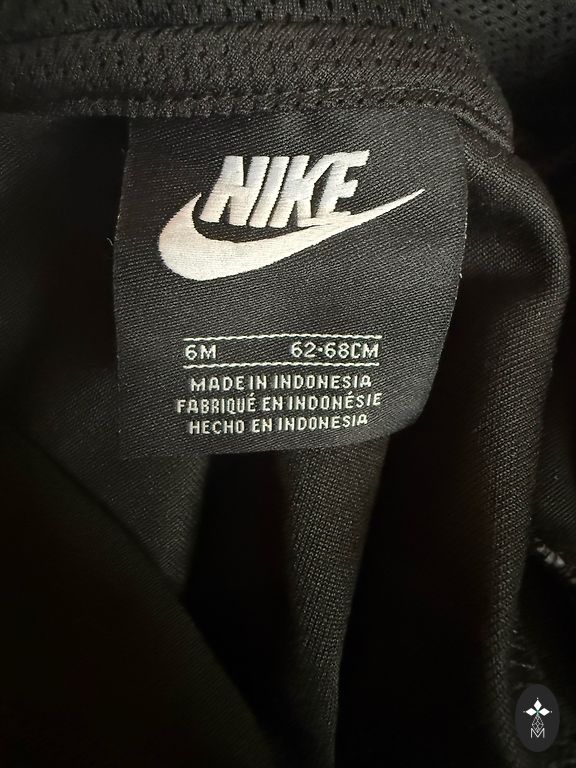 NIKE
6M 62-68CM
MADE IN INDONESIA
FABRIQUÉ EN INDONÉSIE
HECHO EN INDONESIA
M